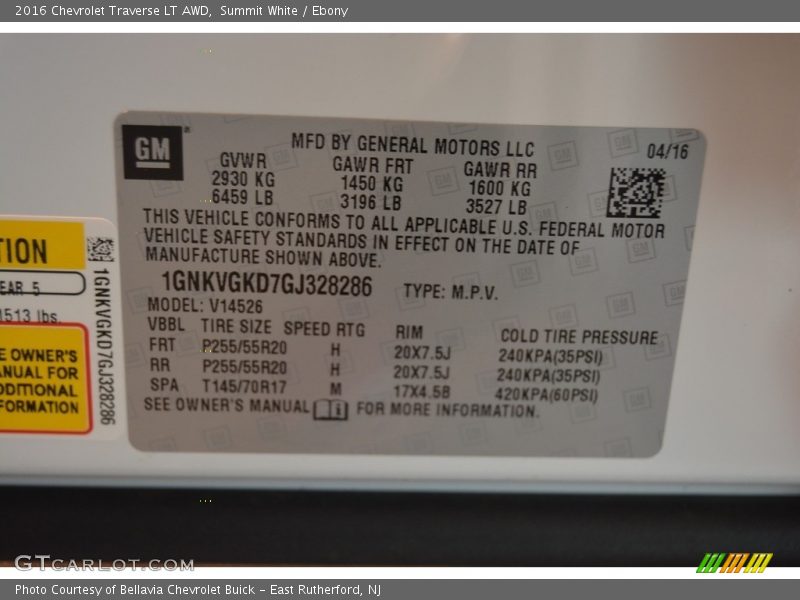 2016 Chevrolet Traverse LT AWD, Summit White / Ebony
GM
MFD BY GENERAL MOTORS LLC
04/16
GVWR GAWR FRT GAWR RR
2930 KG 1450 KG 1600 KG
6459 LB 3196 LB 3527 LB
THIS VEHICLE CONFORMS TO ALL APPLICABLE U.S. FEDERAL MOTOR
VEHICLE SAFETY STANDARDS IN EFFECT ON THE DATE OF
MANUFACTURE SHOWN ABOVE.
1GNKVGKD7GJ328286 TYPE: M.P.V.
MODEL: V14526
VBBL TIRE SIZE SPEED RTG RIM COLD TIRE PRESSURE
FRT P255/55R20 H 20X7.5J 240KPA(35PSI)
RR P255/55R20 H 20X7.5J 240KPA(35PSI)
SPA T145/70R17 M 17X4.5B 420KPA(60PSI)
SEE OWNER'S MANUAL FOR MORE INFORMATION.
TION
EAR 5
1513 lbs.
E OWNER'S
ANUAL FOR
DDITIONAL
FORMATION
1GNKVGKD7GJ328286
GTCARLOT.COM
Photo Courtesy of Bellavia Chevrolet Buick - East Rutherford, NJ